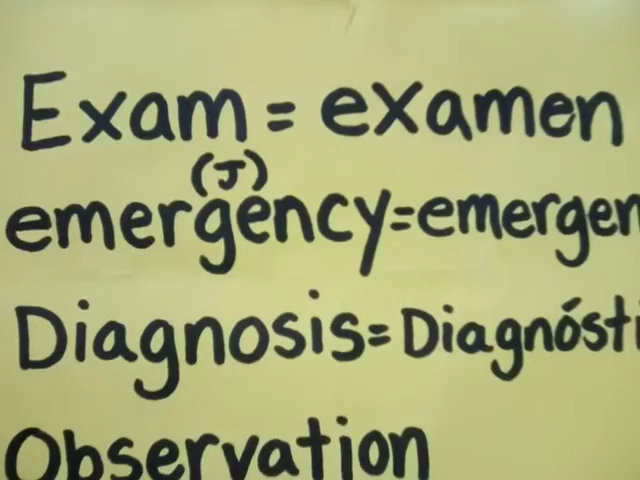 Exam = examen
(J)
emergency = emergen
Diagnosis = Diagnósti
Observation